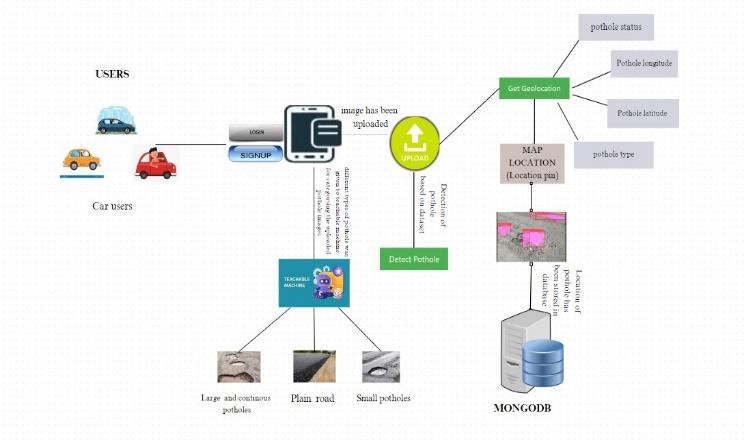 pothole status
USERS
Pothole longitude
Get Geolocation
image has been
uploaded
Pothole latitude
LOGIN
SIGNUP
UPLOAD
MAP
LOCATION
(Location pin)
pothole type
different types of pothole was
given to teachable machine
for categorising the uploaded
pothole images.
Detection of
pothole
based on dataset
Car users
Detect Pothole
TEACHABLE
MACHINE
Location of
pothole has
been stored in
database
Large and continous
potholes
Plain road
Small potholes
MONGODB